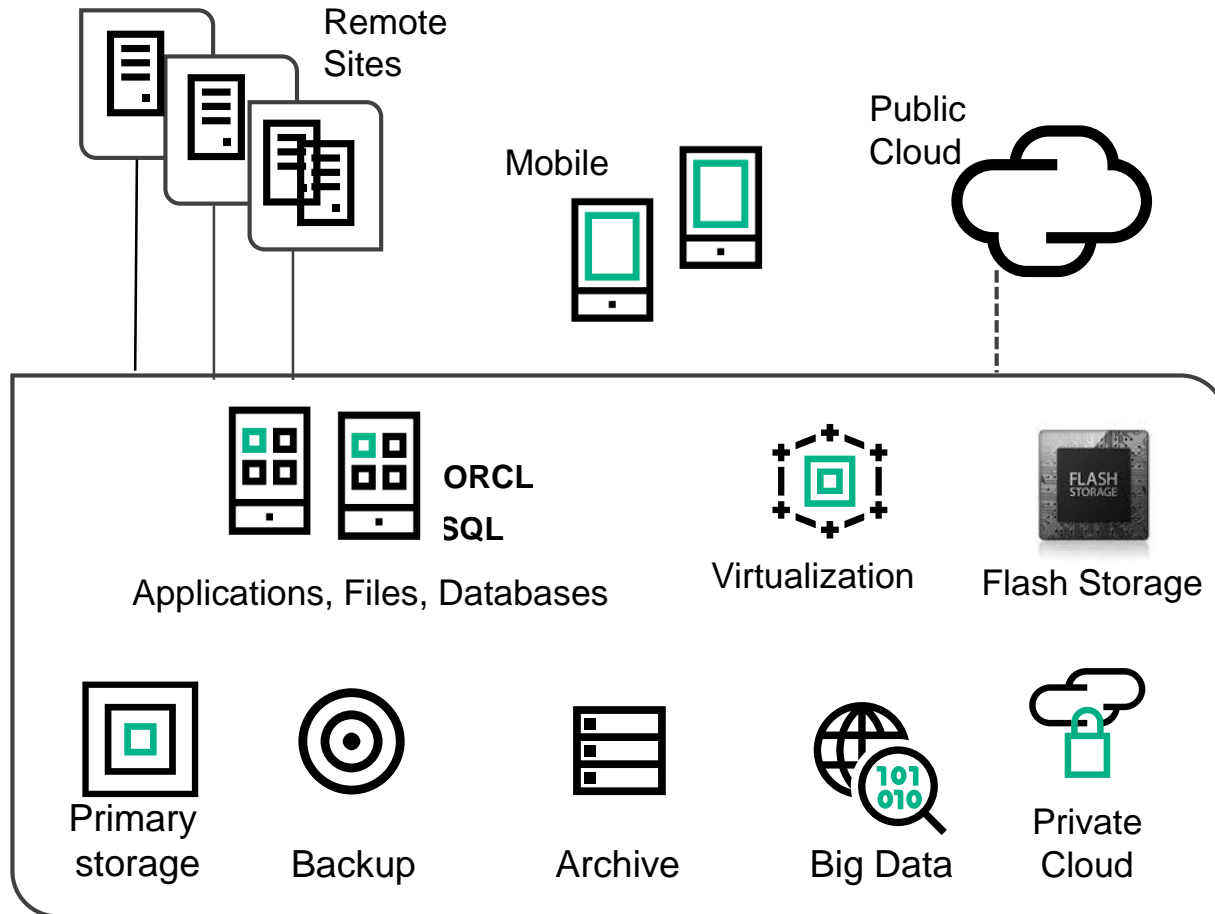 Remote
Sites
Public
Cloud
Mobile
ORCL
SQL
FLASH
STORAGE
Applications, Files, Databases
Virtualization
Flash Storage
101
010
Primary
storage
Backup
Archive
Big Data
Private
Cloud